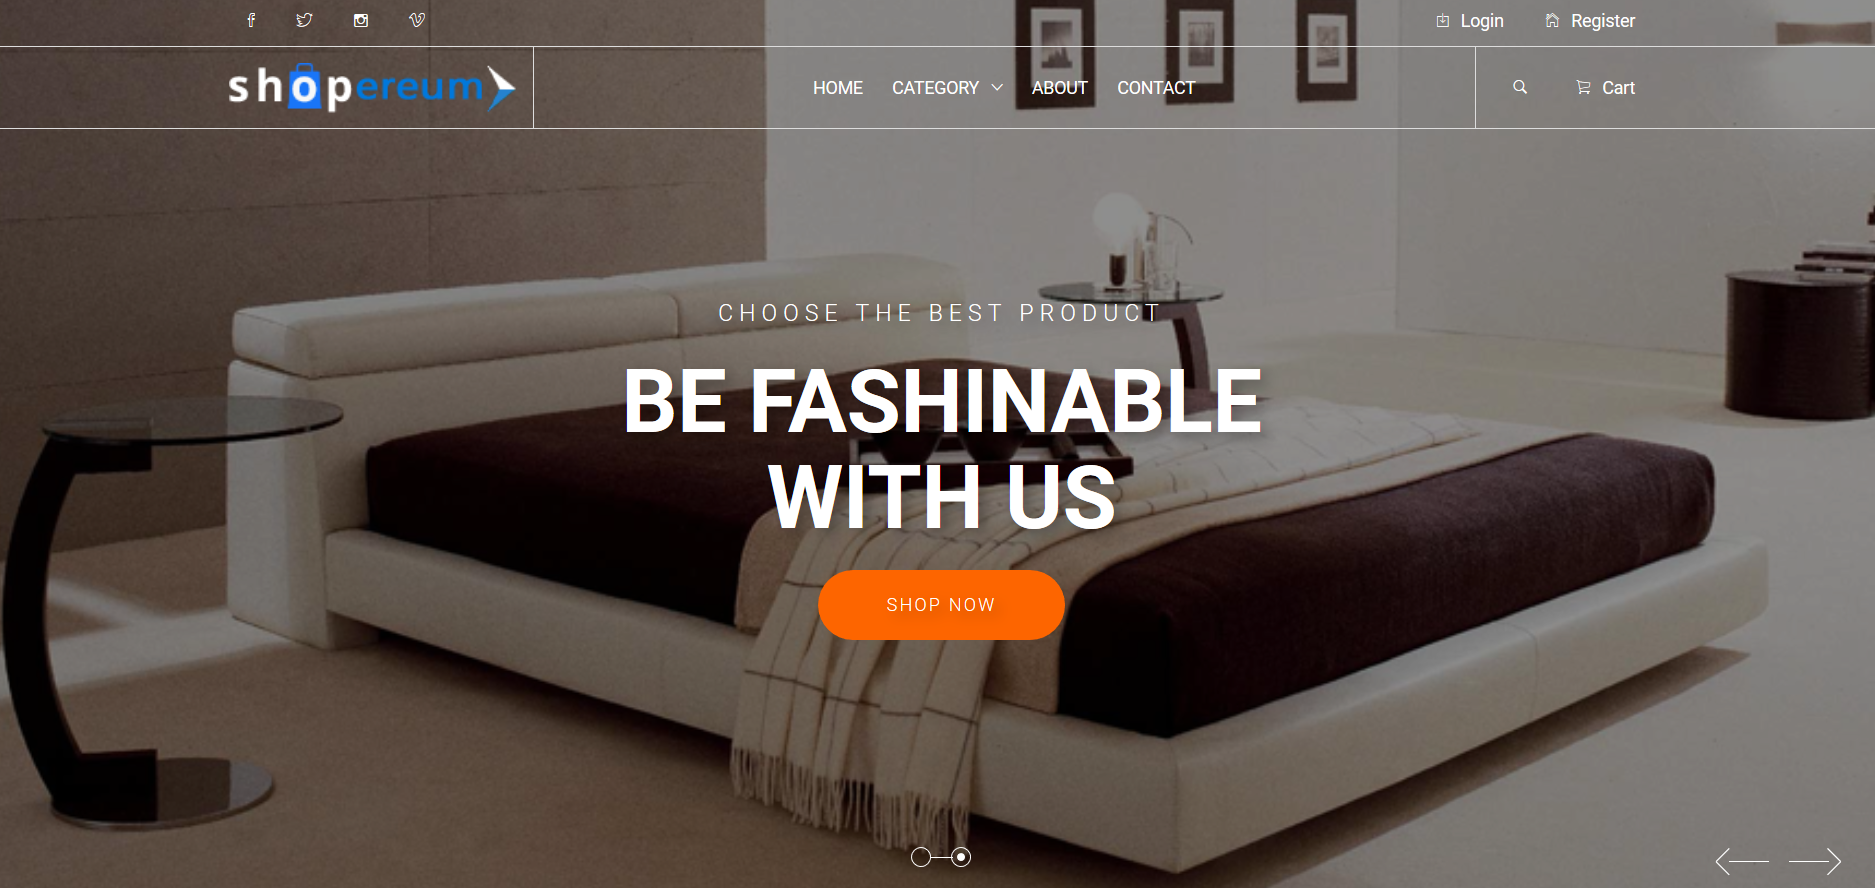 Login Register
shopereum
HOME CATEGORY ABOUT CONTACT
Cart
CHOOSE THE BEST PRODUCT
BE FASHINABLE
WITH US
SHOP NOW